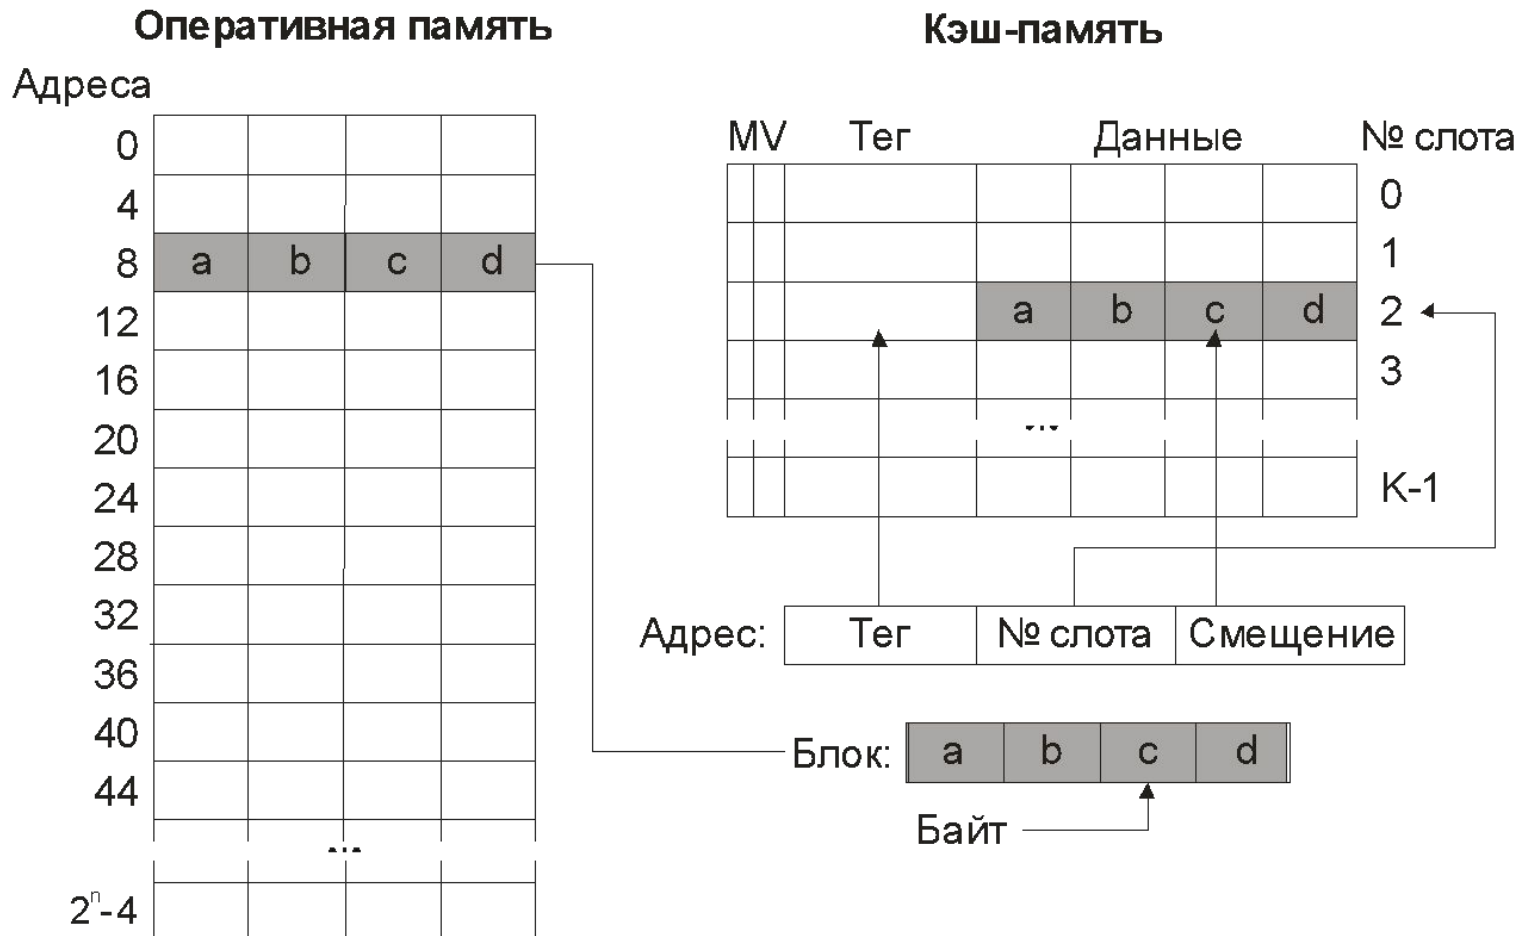 Оперативная память
Адреса
0
4
8 a b c d
12
16
20
24
28
32
36
40
44
2ⁿ-4
Кэш-память
MV Тег Данные № слота
0
1
a b c d 2
3
...
K-1
Адрес: Тег № слота Смещение
Блок: a b c d
Байт